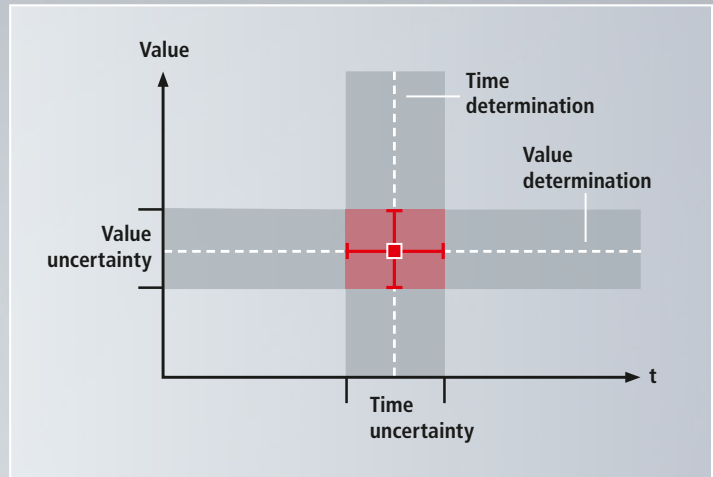 Value
Time
determination
Value
determination
Value
uncertainty
t
Time
uncertainty